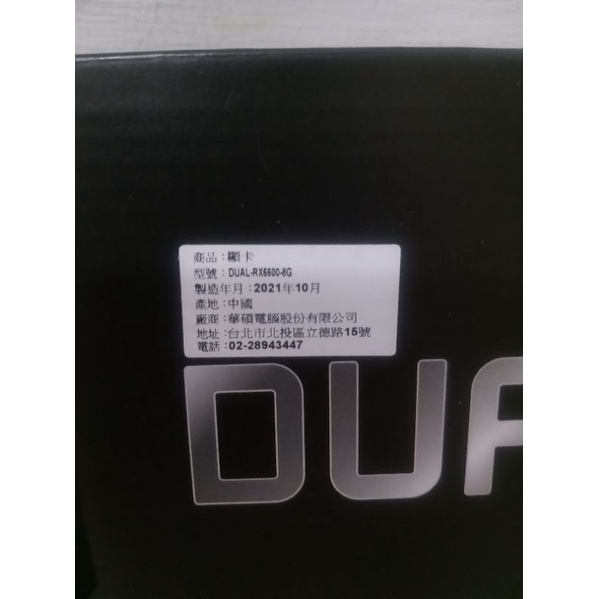 商品：顯卡
型號：DUAL-RX6600-8G
製造年月：2021年10月
產地：中國
廠商：華碩電腦股份有限公司
地址：台北市北投區立德路15號
電話：02-28943447
DUA